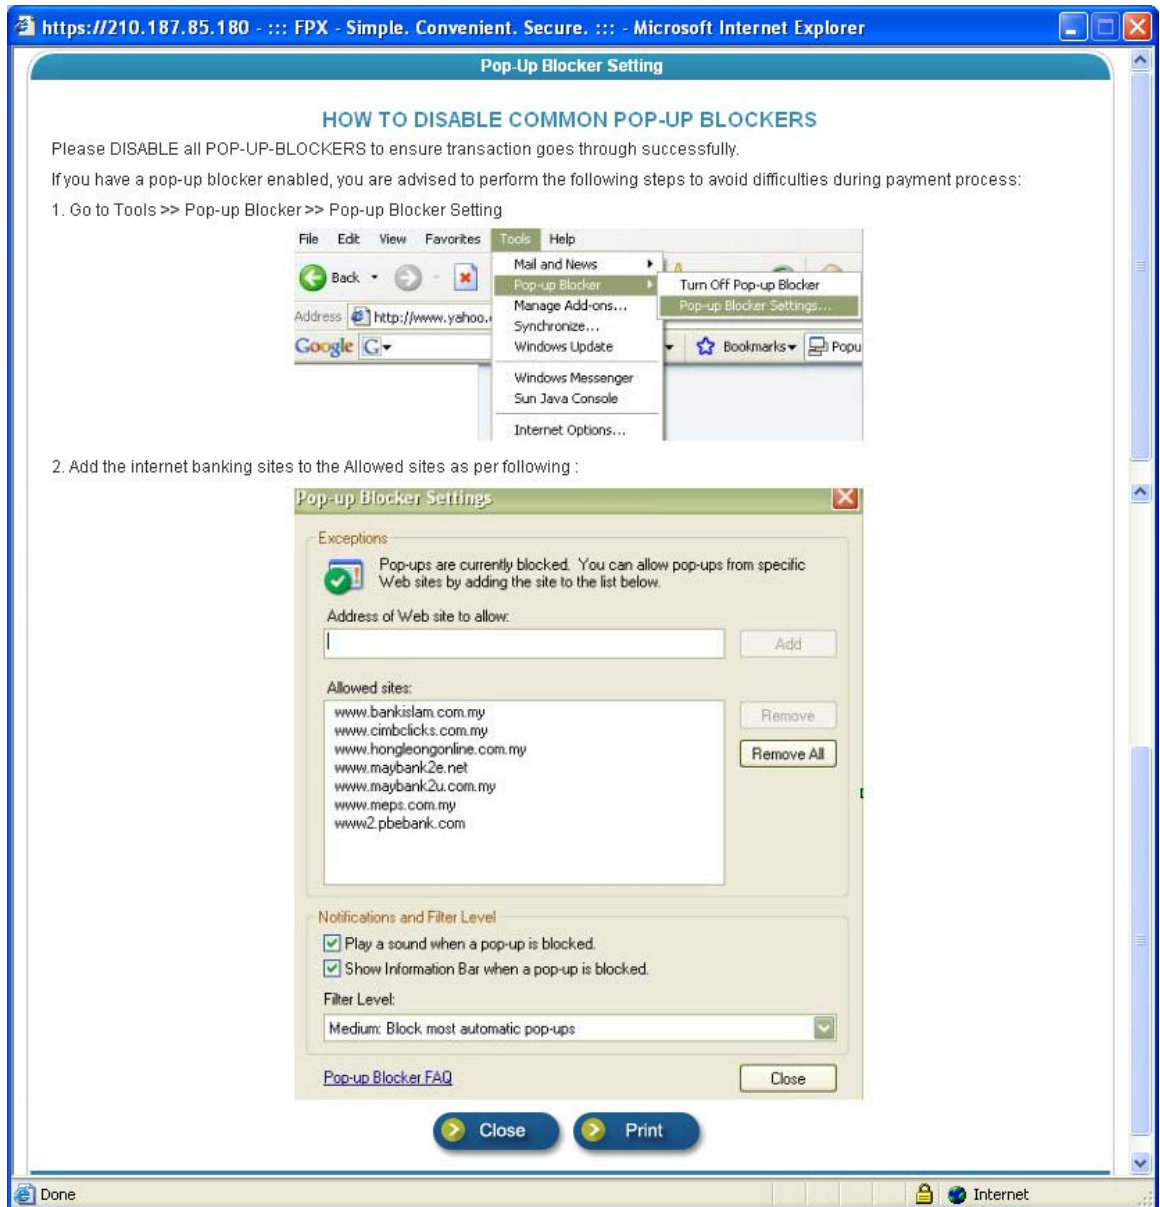 https://210.187.85.180 - ::: FPX - Simple. Convenient. Secure. ::: - Microsoft Internet Explorer
Pop-Up Blocker Setting
HOW TO DISABLE COMMON POP-UP BLOCKERS
Please DISABLE all POP-UP-BLOCKERS to ensure transaction goes through successfully.
If you have a pop-up blocker enabled, you are advised to perform the following steps to avoid difficulties during payment process:
1. Go to Tools >> Pop-up Blocker >> Pop-up Blocker Setting
File Edit View Favorites Tools Help
Back
Mail and News
Pop-up Blocker
Turn Off Pop-up Blocker
Manage Add-ons...
Pop-up Blocker Settings...
Address http://www.yahoo.
Synchronize...
Google G
Windows Update
Bookmarks Popu
Windows Messenger
Sun Java Console
Internet Options...
2. Add the internet banking sites to the Allowed sites as per following :
Pop-up Blocker Settings
Exceptions
Pop-ups are currently blocked. You can allow pop-ups from specific
Web sites by adding the site to the list below.
Address of Web site to allow:
Add
Allowed sites:
www.bankislam.com.my
Remove
www.cimbclicks.com.my
www.hongleongonline.com.my
Remove All
www.maybank2e.net
www.maybank2u.com.my
www.meps.com.my
www2.pbebank.com
Notifications and Filter Level
Play a sound when a pop-up is blocked.
Show Information Bar when a pop-up is blocked.
Filter Level:
Medium: Block most automatic pop-ups
Pop-up Blocker FAQ
Close
Close Print
Done
Internet